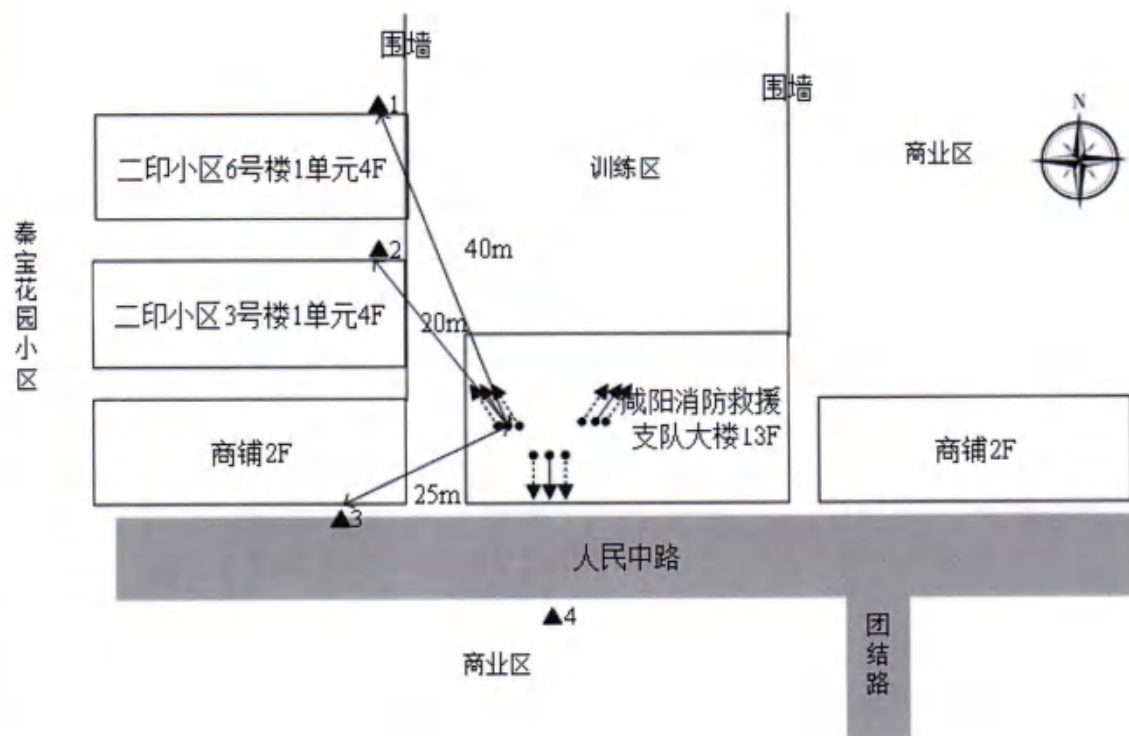 围墙
围墙
N
▲1
二印小区6号楼1单元4F
训练区
商业区
秦宝花园小区
▲2
40m
二印小区3号楼1单元4F
20m
咸阳消防救援
支队大楼13F
商铺2F
商铺2F
25m
▲3
人民中路
▲4
团结路
商业区